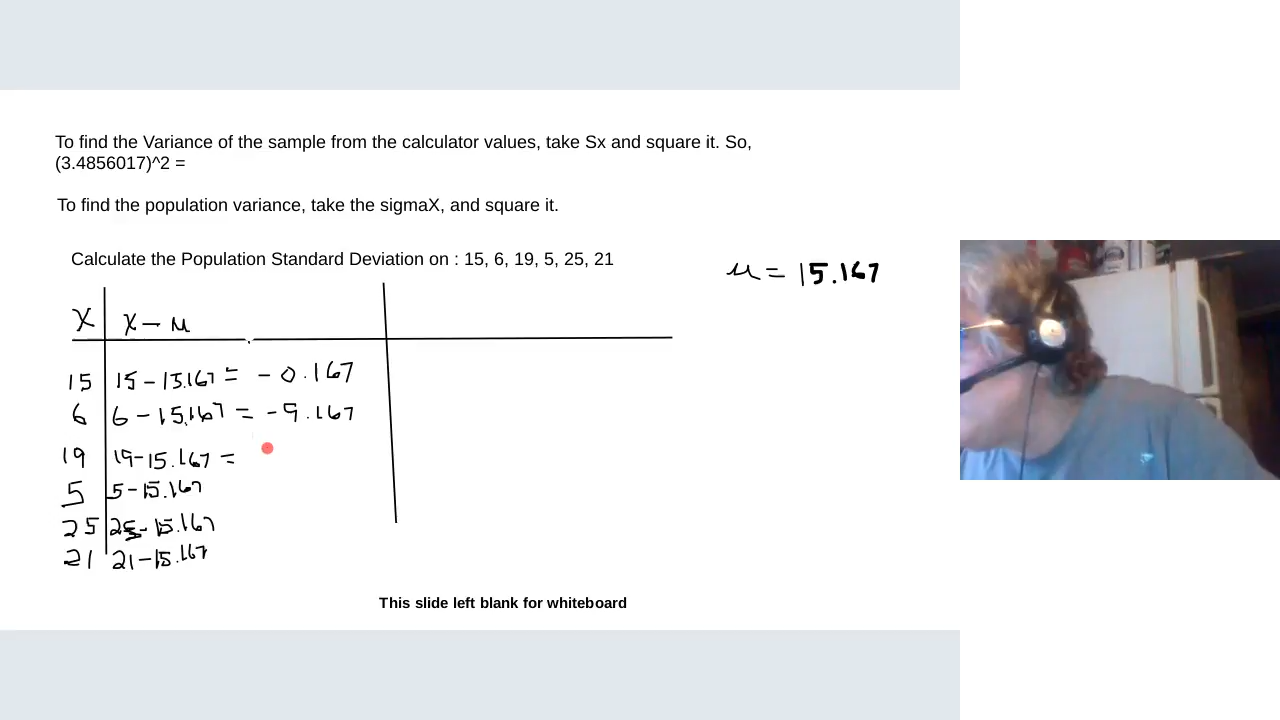 To find the Variance of the sample from the calculator values, take Sx and square it. So,
(3.4856017)^2 =
To find the population variance, take the sigmaX, and square it.
Calculate the Population Standard Deviation on : 15, 6, 19, 5, 25, 21
μ = 15.167
X X - μ
15 15 - 15.167 = - 0.167
6 6 - 15.167 = - 9.167
19 19 - 15.167 =
5 5 - 15.167
25 25 - 15.167
21 21 - 15.167
This slide left blank for whiteboard